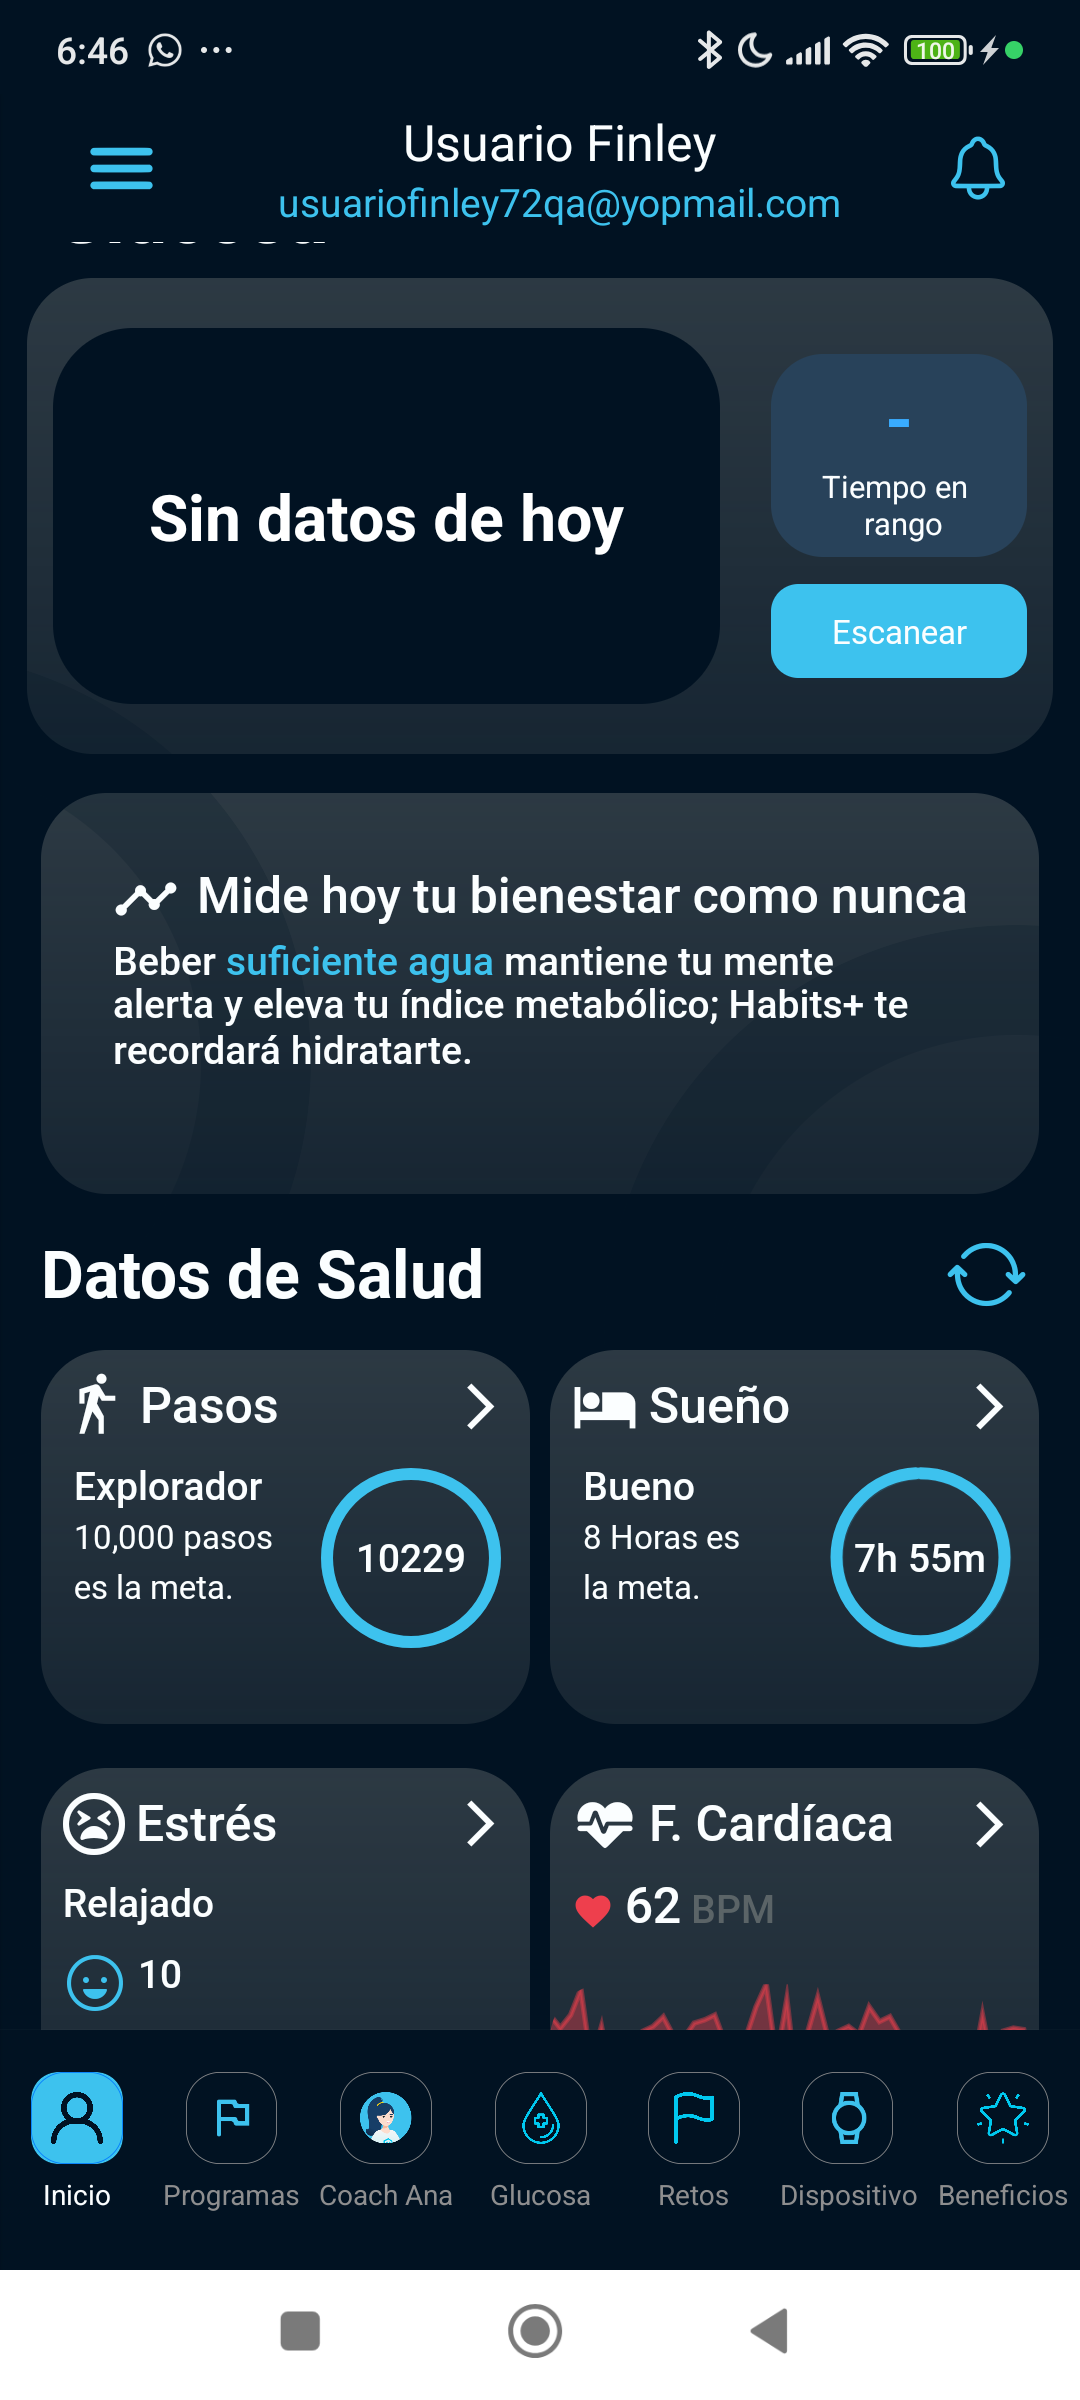 6:46
100
Usuario Finley
usuariofinley72qa@yopmail.com
Sin datos de hoy
-
Tiempo en
rango
Escanear
Mide hoy tu bienestar como nunca
Beber suficiente agua mantiene tu mente
alerta y eleva tu índice metabólico; Habits+ te
recordará hidratarte.
Datos de Salud
Pasos
Explorador
10,000 pasos
es la meta.
10229
Sueño
Bueno
8 Horas es
la meta.
7h 55m
Estrés
Relajado
10
F. Cardíaca
62 BPM
Inicio
Programas
Coach Ana
Glucosa
Retos
Dispositivo
Beneficios